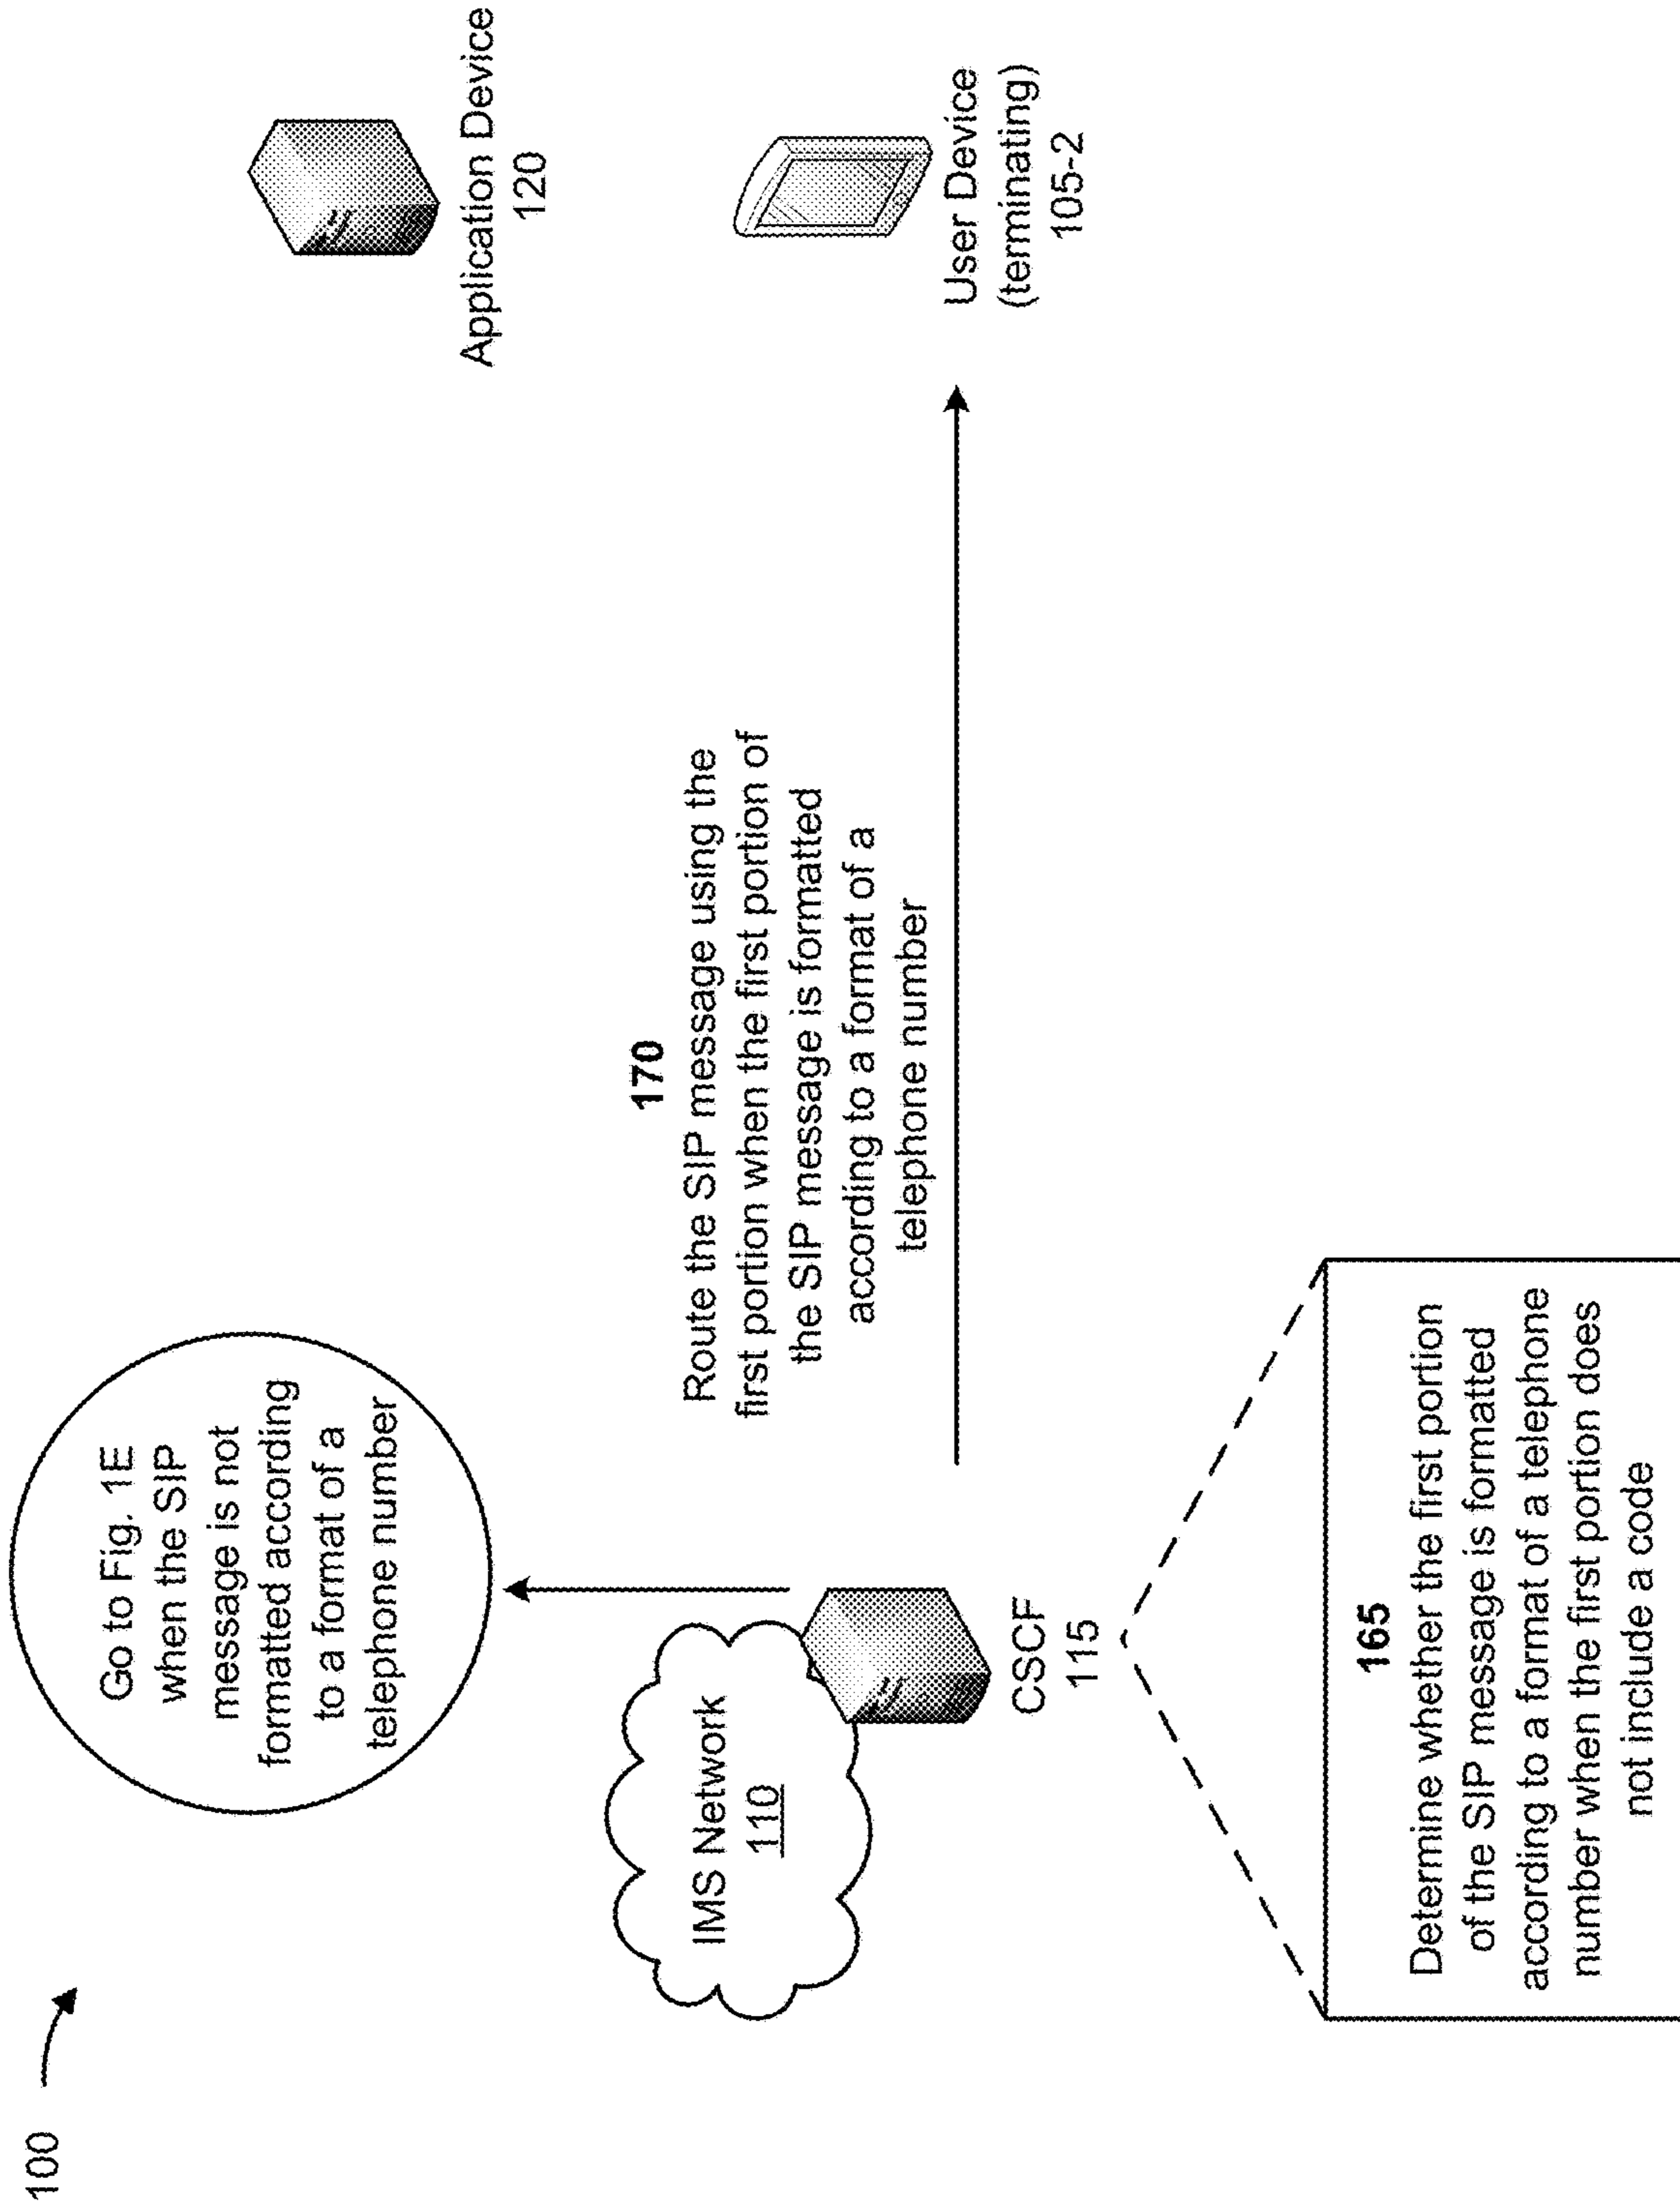 100
Go to Fig. 1E
when the SIP
message is not
formatted according
to a format of a
telephone number
Application Device
120
IMS Network
110
CSCF
115
170
Route the SIP message using the
first portion when the first portion of
the SIP message is formatted
according to a format of a
telephone number
User Device
(terminating)
105-2
165
Determine whether the first portion
of the SIP message is formatted
according to a format of a telephone
number when the first portion does
not include a code